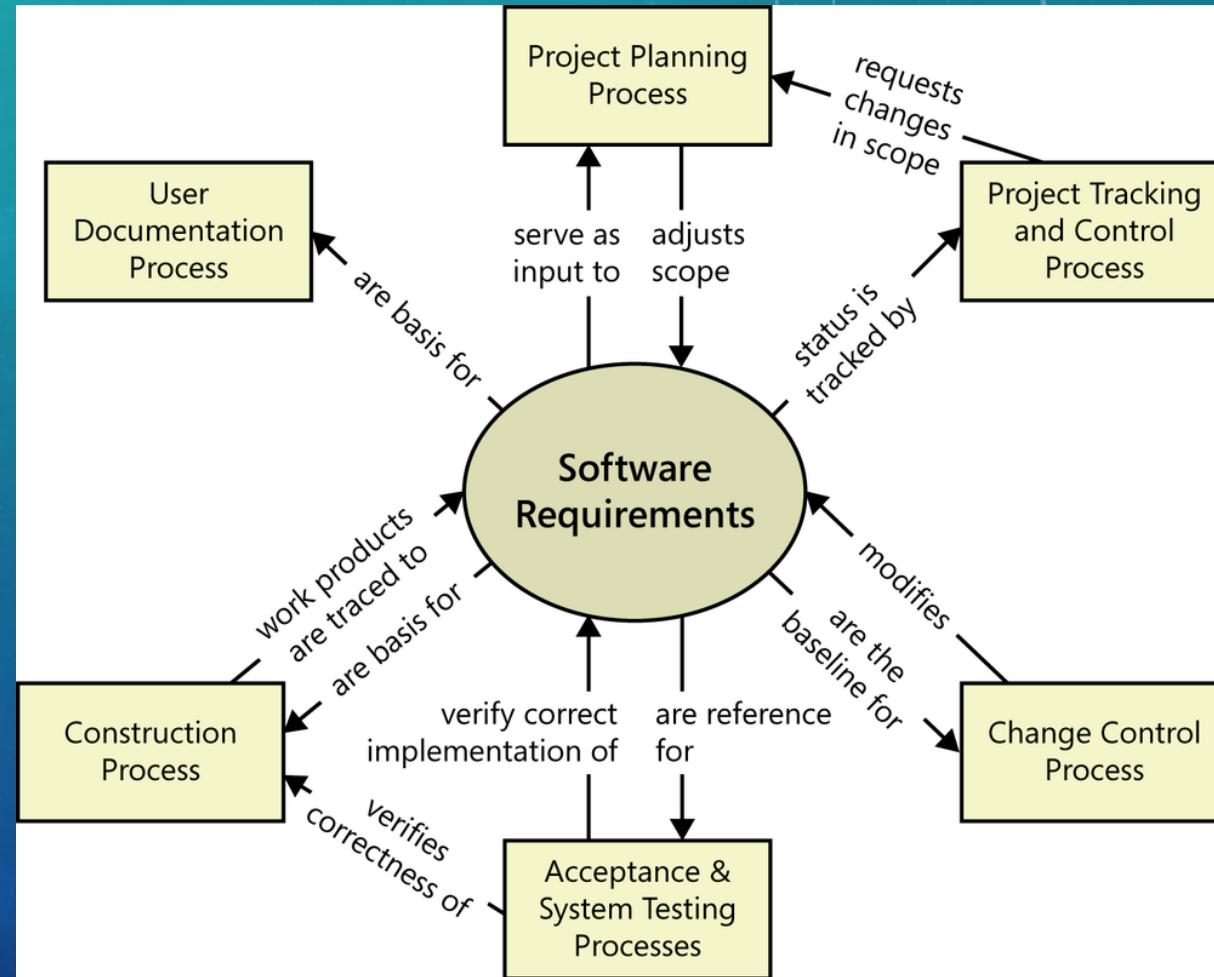 Project Planning
Process
requests
changes
in scope
User
Documentation
Process
Project Tracking
and Control
Process
serve as
input to
adjusts
scope
are basis for
status is
tracked by
Software
Requirements
work products
are traced to
are basis for
modifies
are the
baseline for
verify correct
implementation of
are reference
for
Construction
Process
Change Control
Process
verifies
correctness of
Acceptance &
System Testing
Processes